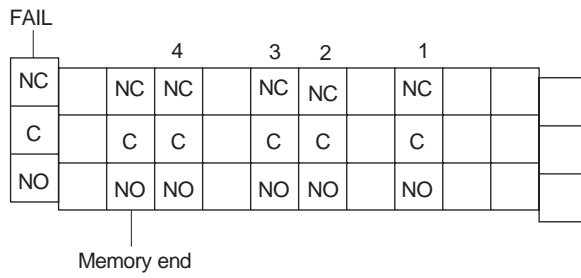 FAIL
4 3 2 1
NC NC NC NC NC NC
C C C C C C
NO NO NO NO NO NO
Memory end